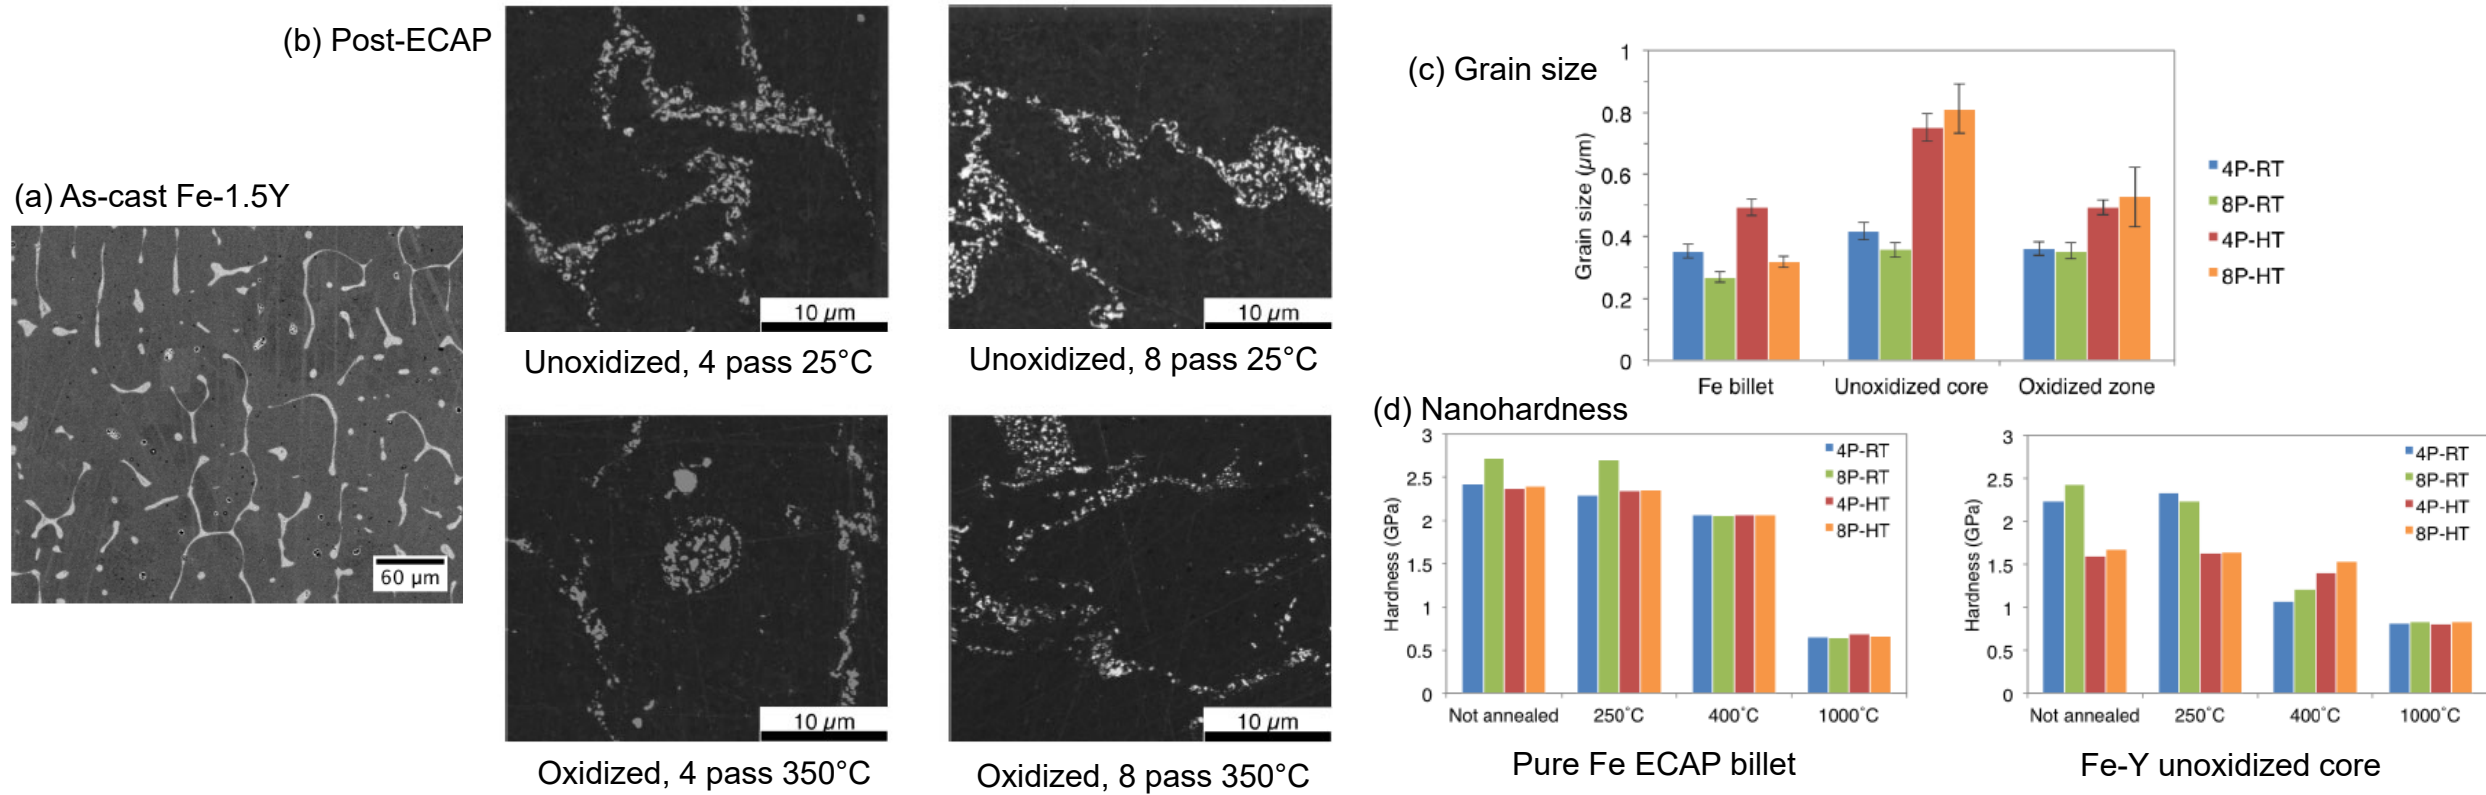 (a) As-cast Fe-1.5Y
60 µm
(b) Post-ECAP
10 µm
Unoxidized, 4 pass 25°C
10 µm
Unoxidized, 8 pass 25°C
10 µm
Oxidized, 4 pass 350°C
10 µm
Oxidized, 8 pass 350°C
(c) Grain size
Grain size (µm)
1
0.8
0.6
0.4
0.2
0
Fe billet
Unoxidized core
Oxidized zone
4P-RT
8P-RT
4P-HT
8P-HT
(d) Nanohardness
Hardness (GPa)
3
2.5
2
1.5
1
0.5
0
Not annealed
250°C
400°C
1000°C
4P-RT
8P-RT
4P-HT
8P-HT
Pure Fe ECAP billet
Hardness (GPa)
3
2.5
2
1.5
1
0.5
0
Not annealed
250°C
400°C
1000°C
4P-RT
8P-RT
4P-HT
8P-HT
Fe-Y unoxidized core